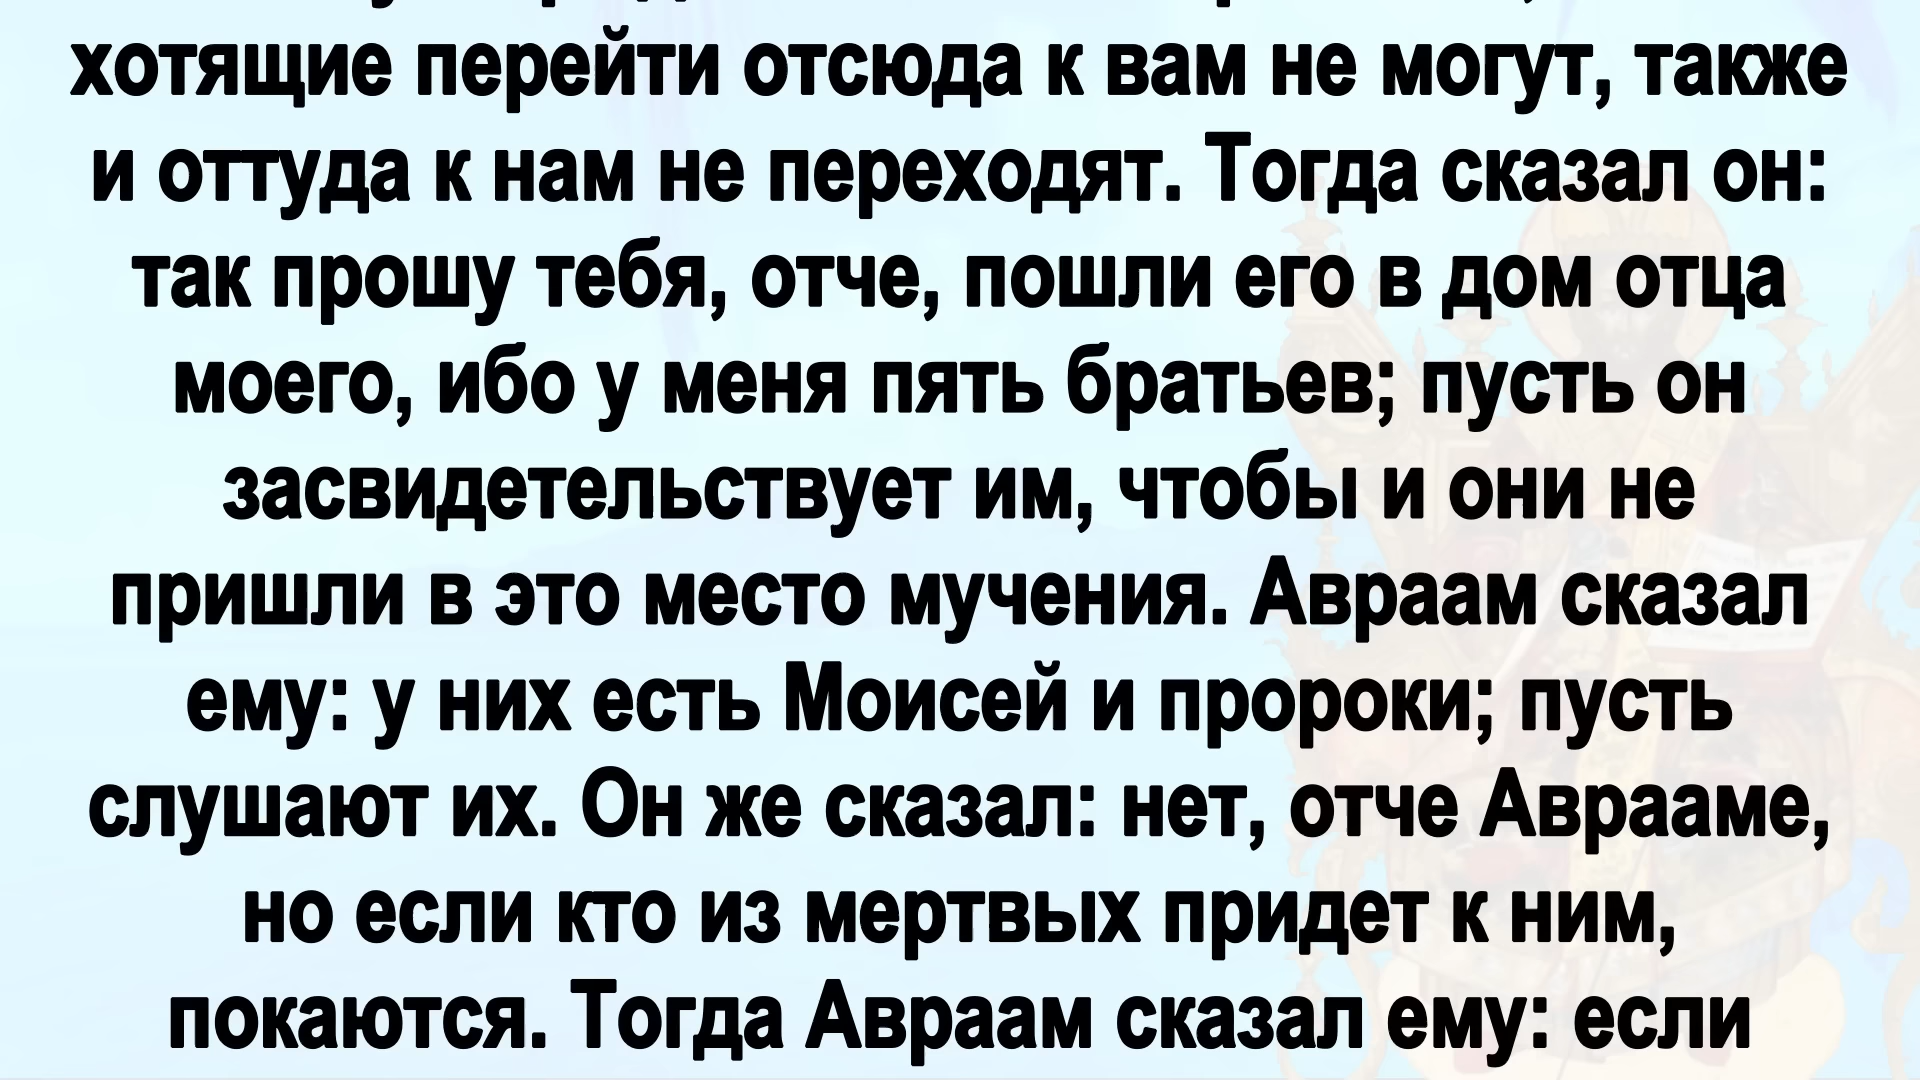 хотящие перейти отсюда к вам не могут, также
и оттуда к нам не переходят. Тогда сказал он:
так прошу тебя, отче, пошли его в дом отца
моего, ибо у меня пять братьев; пусть он
засвидетельствует им, чтобы и они не
пришли в это место мучения. Авраам сказал
ему: у них есть Моисей и пророки; пусть
слушают их. Он же сказал: нет, отче Аврааме,
но если кто из мертвых придет к ним,
покаются. Тогда Авраам сказал ему: если